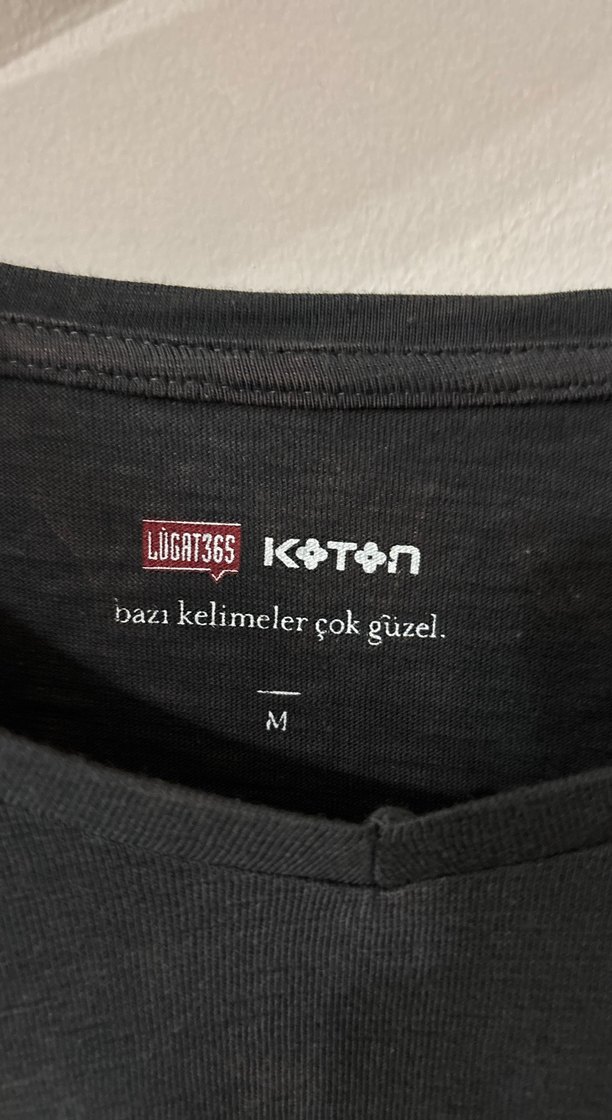 LÜGAT365 KOTON
bazı kelimeler çok güzel.
M